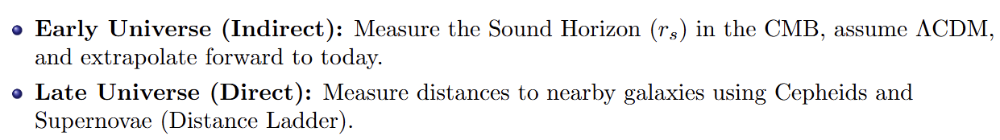 Early Universe (Indirect): Measure the Sound Horizon (rₛ) in the CMB, assume ΛCDM,
and extrapolate forward to today.
Late Universe (Direct): Measure distances to nearby galaxies using Cepheids and
Supernovae (Distance Ladder).